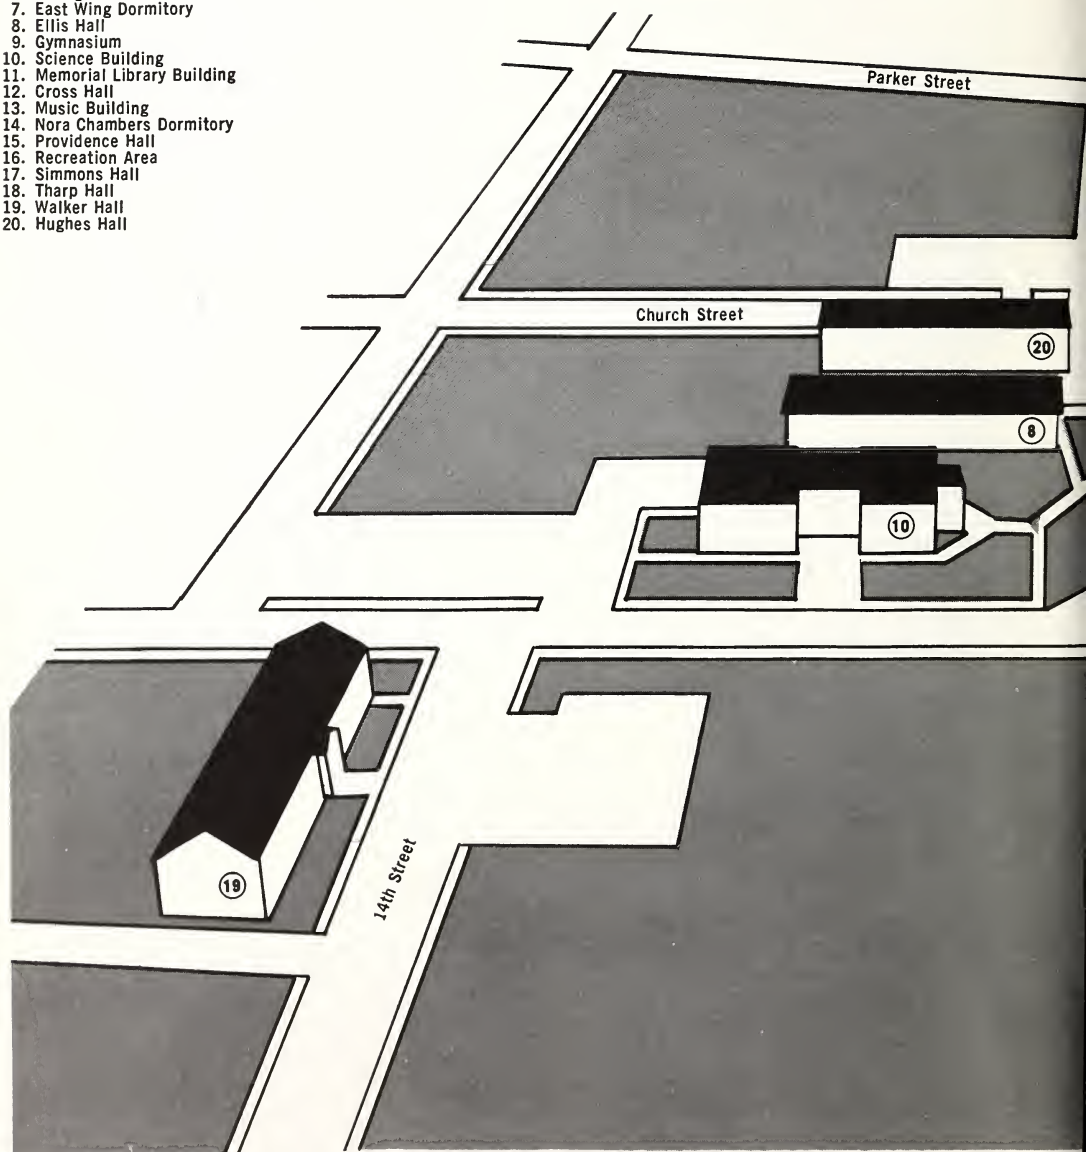 7. East Wing Dormitory
8. Ellis Hall
9. Gymnasium
10. Science Building
11. Memorial Library Building
12. Cross Hall
13. Music Building
14. Nora Chambers Dormitory
15. Providence Hall
16. Recreation Area
17. Simmons Hall
18. Tharp Hall
19. Walker Hall
20. Hughes Hall
Parker Street
Church Street
20
8
10
19
14th Street